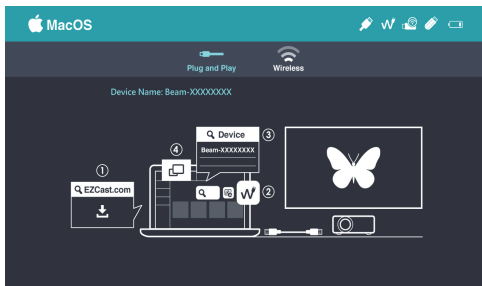 MacOS
Plug and Play
Wireless
Device Name: Beam-XXXXXXXX
④
Device
③
Beam-XXXXXXXX
①
EZCast.com
②